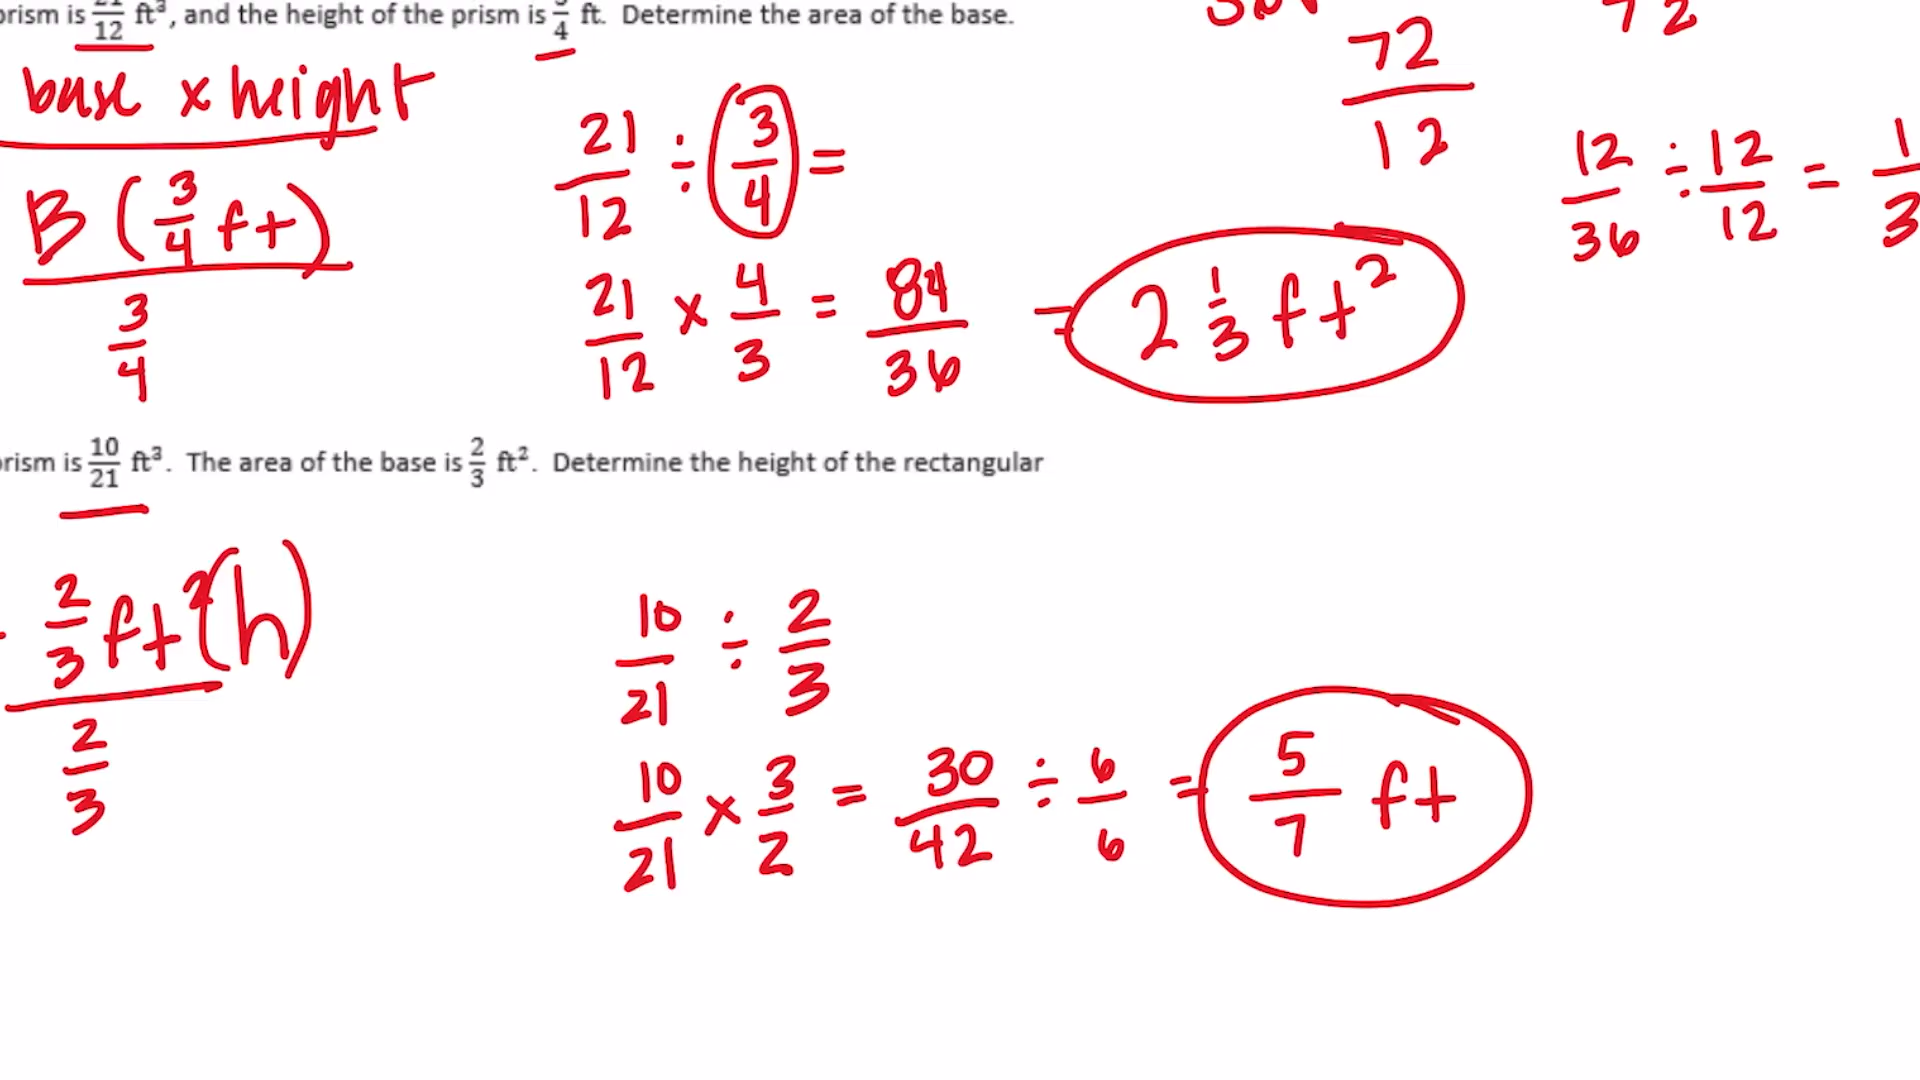 prism is 21/12 ft³, and the height of the prism is 3/4 ft. Determine the area of the base.
72
72/12
base × height
21/12 ÷ 3/4 =
12/36 ÷ 12/12 = 1/3
B (3/4 ft)
3/4
21/12 × 4/3 = 84/36 = 2 1/3 ft²
prism is 10/21 ft³. The area of the base is 2/3 ft². Determine the height of the rectangular
2/3 ft² (h)
2/3
10/21 ÷ 2/3
10/21 × 3/2 = 30/42 ÷ 6/6 = 5/7 ft